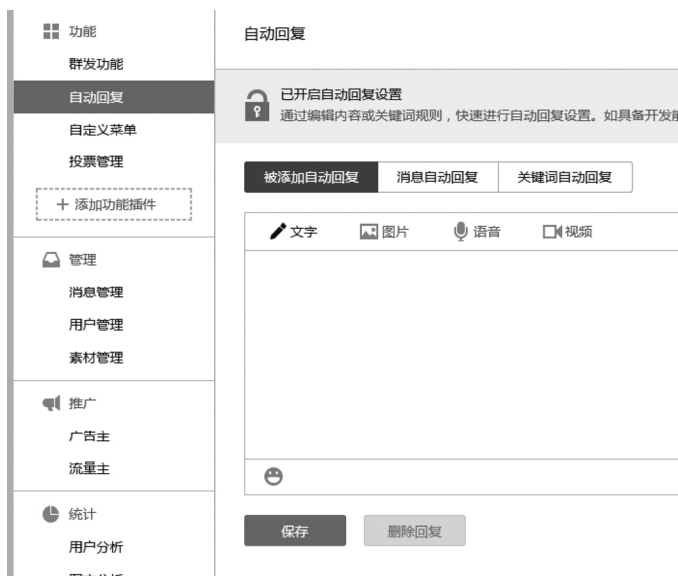 功能
群发功能
自动回复
自定义菜单
投票管理
+ 添加功能插件
管理
消息管理
用户管理
素材管理
推广
广告主
流量主
统计
用户分析
自动回复
已开启自动回复设置
通过编辑内容或关键词规则，快速进行自动回复设置。如具备开发
被添加自动回复 消息自动回复 关键词自动回复
文字 图片 语音 视频
保存 删除回复